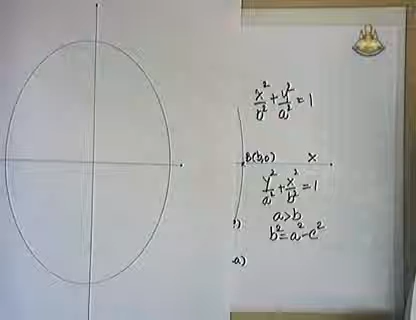 x²/b² + y²/a² = 1
B(b,0) x
y²/a² + x²/b² = 1
a>b
b² = a² - c²
)
a)